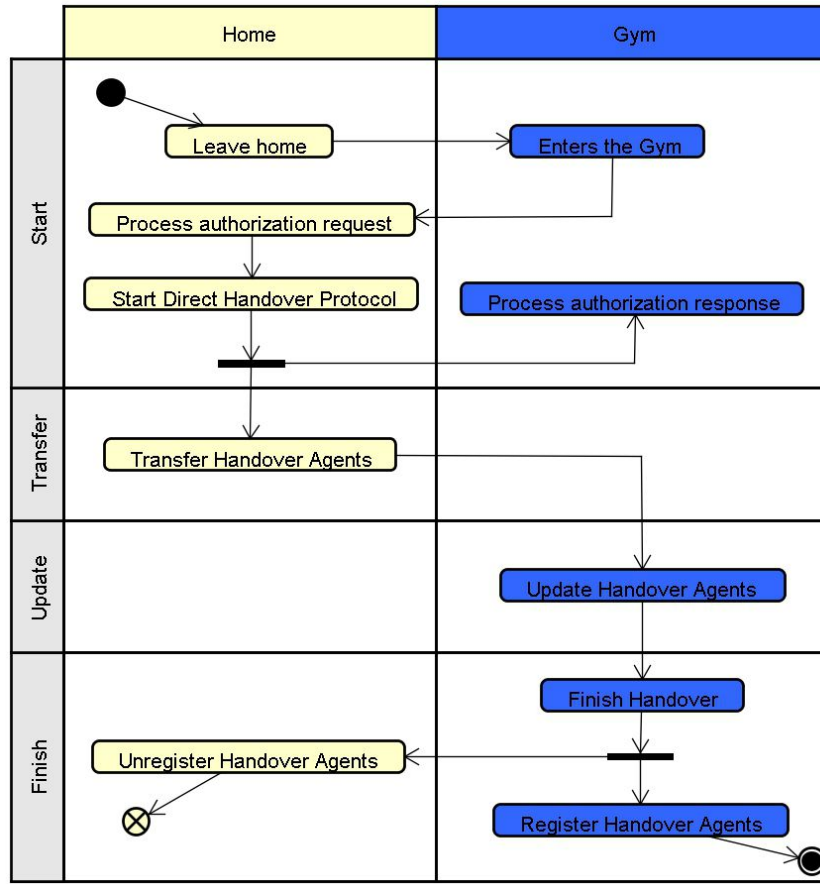 Home
Gym
Start
Leave home
Enters the Gym
Process authorization request
Start Direct Handover Protocol
Process authorization response
Transfer
Transfer Handover Agents
Update
Update Handover Agents
Finish
Finish Handover
Unregister Handover Agents
Register Handover Agents